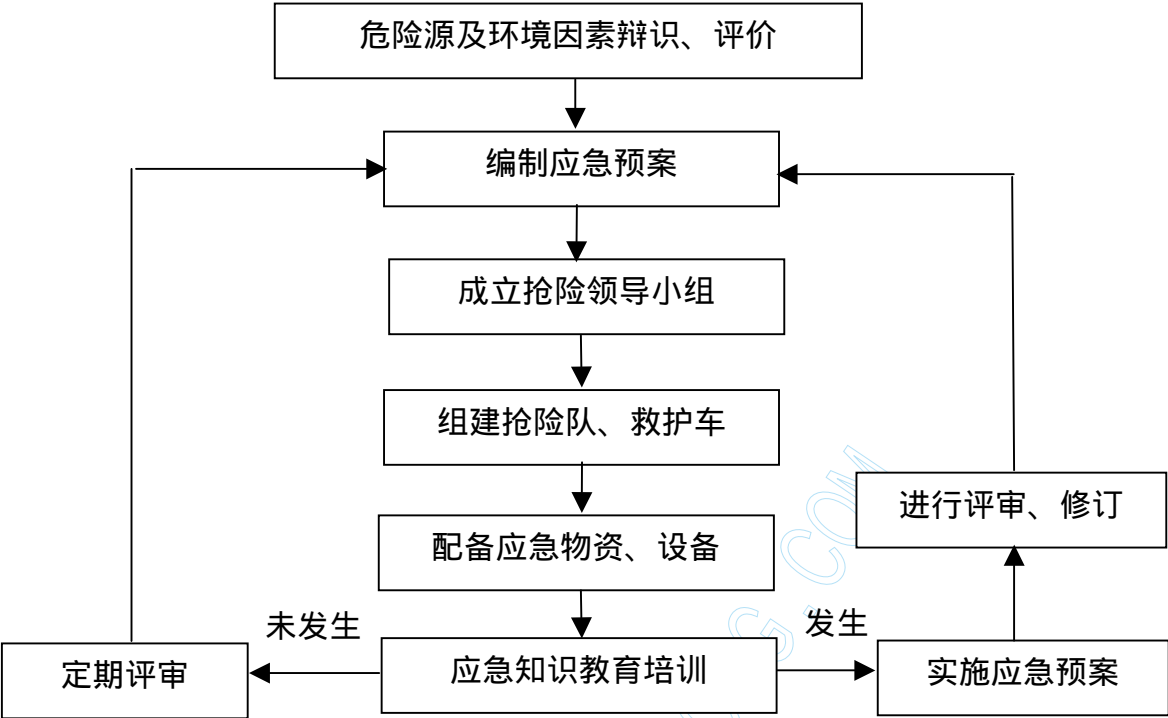 危险源及环境因素辩识、评价
编制应急预案
成立抢险领导小组
组建抢险队、救护车
进行评审、修订
配备应急物资、设备
未发生
发生
定期评审
应急知识教育培训
实施应急预案
G.COM